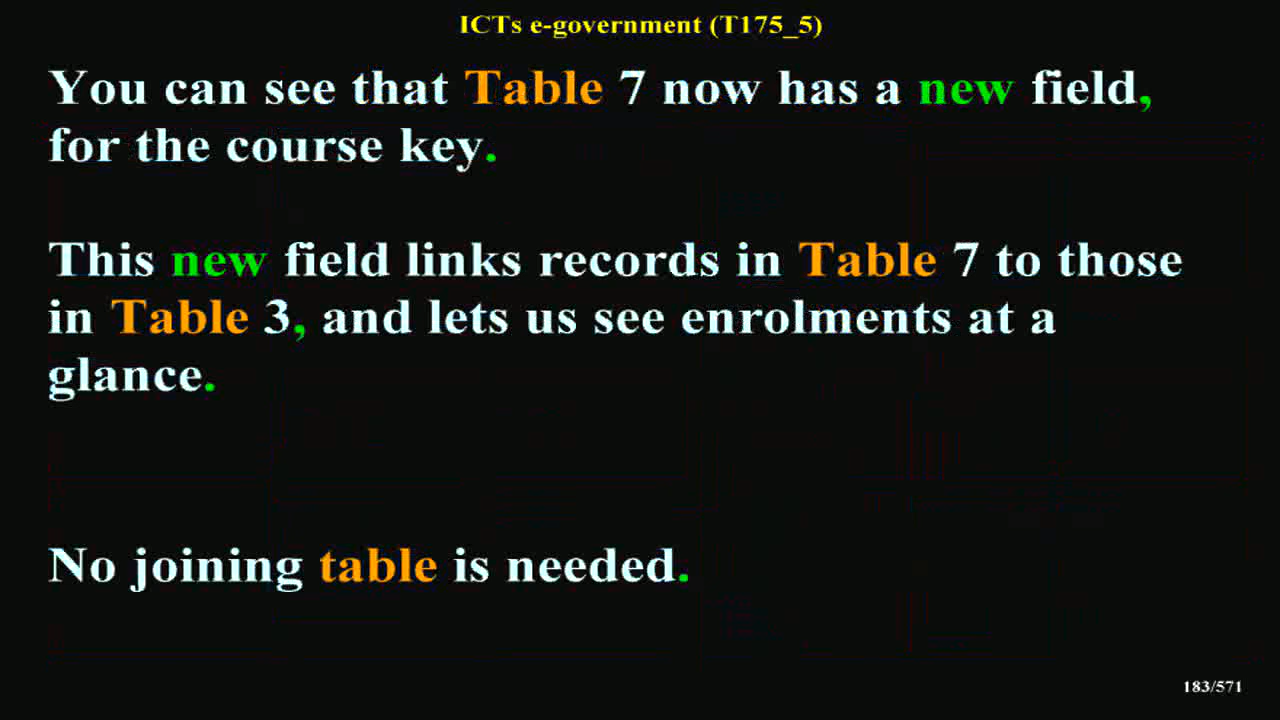 ICTs e-government (T175_5)
You can see that Table 7 now has a new field,
for the course key.
This new field links records in Table 7 to those
in Table 3, and lets us see enrolments at a
glance.
No joining table is needed.
183/571